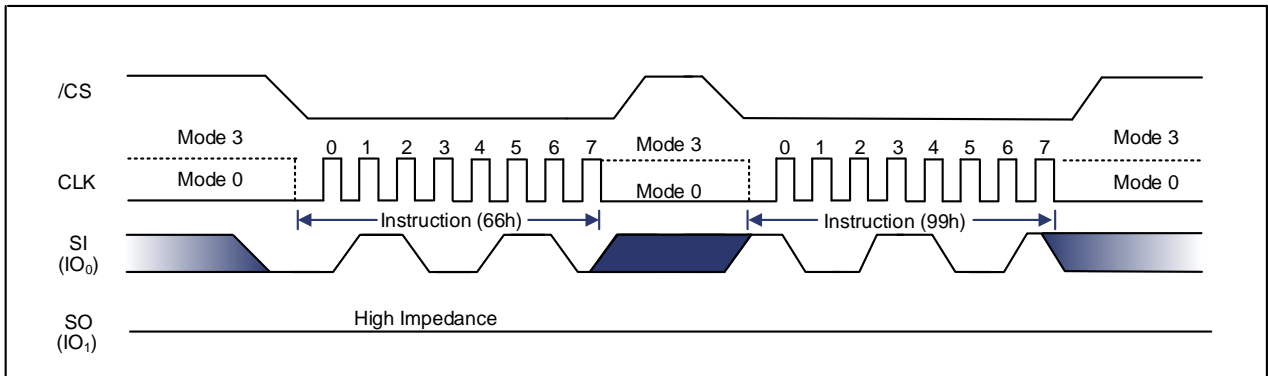 /CS
Mode 3
0 1 2 3 4 5 6 7
Mode 3
0 1 2 3 4 5 6 7
Mode 3
CLK
Mode 0
Mode 0
Mode 0
Instruction (66h)
Instruction (99h)
SI
(IO₀)
High Impedance
SO
(IO₁)